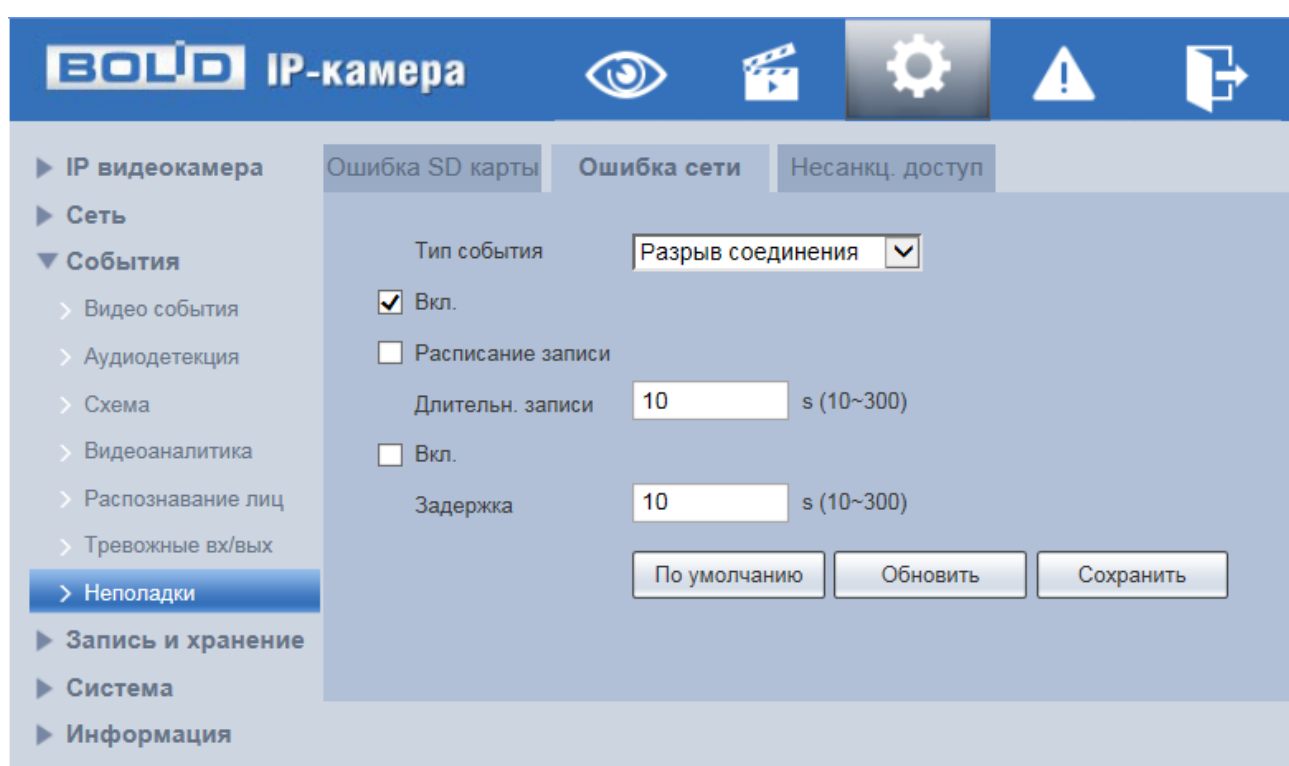 BOLID IP-камера
IP видеокамера
Сеть
События
Видео события
Аудиодетекция
Схема
Видеоаналитика
Распознавание лиц
Тревожные вх/вых
Неполадки
Запись и хранение
Система
Информация
Ошибка SD карты Ошибка сети Несанкц. доступ
Тип события Разрыв соединения
Вкл.
Расписание записи
Длительн. записи 10 s (10~300)
Вкл.
Задержка 10 s (10~300)
По умолчанию Обновить Сохранить